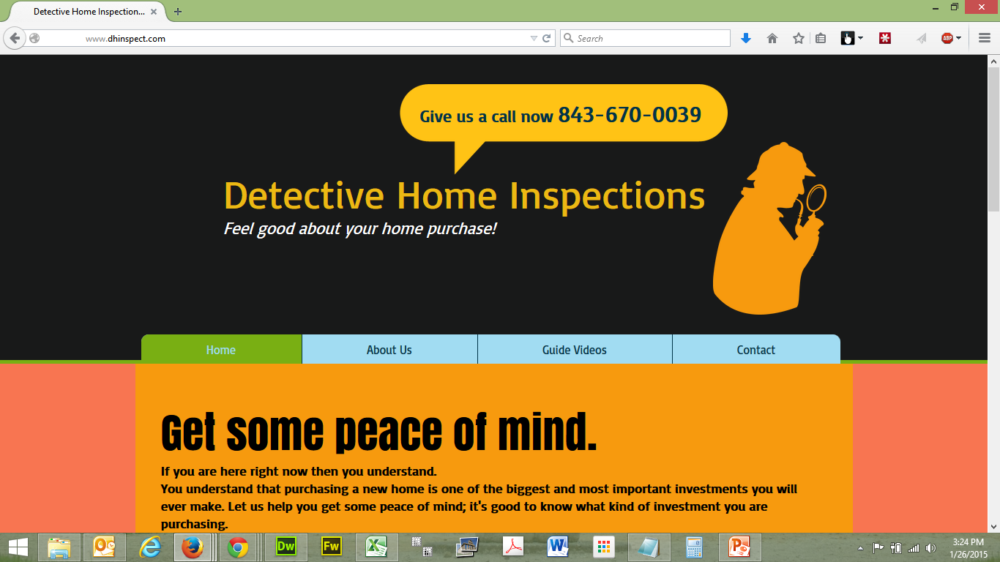 Detective Home Inspection...
www.dhinspect.com
Search
ABP
Give us a call now 843-670-0039
Detective Home Inspections
Feel good about your home purchase!
Home
About Us
Guide Videos
Contact
Get some peace of mind.
If you are here right now then you understand.
You understand that purchasing a new home is one of the biggest and most important investments you will
ever make. Let us help you get some peace of mind; it's good to know what kind of investment you are
purchasing.
Dw
Fw
3:24 PM
1/26/2015